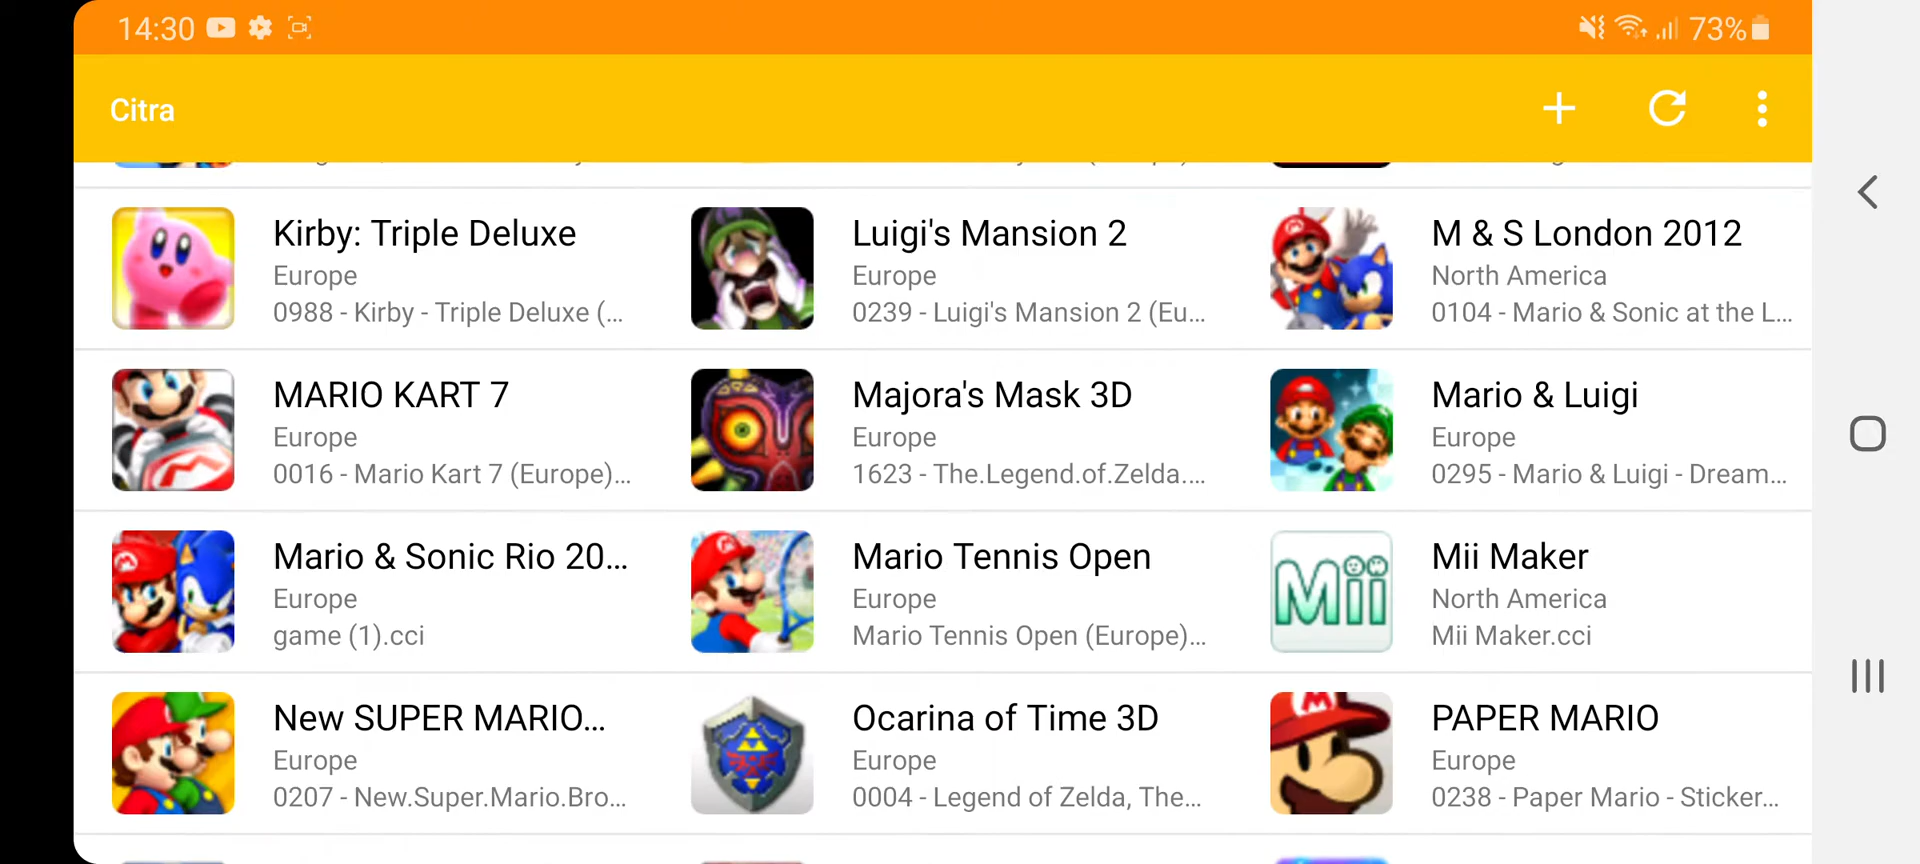 14:30 73%
Citra
Kirby: Triple Deluxe
Europe
0988 - Kirby - Triple Deluxe (...
Luigi's Mansion 2
Europe
0239 - Luigi's Mansion 2 (Eu...
M & S London 2012
North America
0104 - Mario & Sonic at the L...
MARIO KART 7
Europe
0016 - Mario Kart 7 (Europe)...
Majora's Mask 3D
Europe
1623 - The.Legend.of.Zelda....
Mario & Luigi
Europe
0295 - Mario & Luigi - Dream...
Mario & Sonic Rio 20...
Europe
game (1).cci
Mario Tennis Open
Europe
Mario Tennis Open (Europe)...
Mii
Mii Maker
North America
Mii Maker.cci
New SUPER MARIO...
Europe
0207 - New.Super.Mario.Bro...
Ocarina of Time 3D
Europe
0004 - Legend of Zelda, The...
PAPER MARIO
Europe
0238 - Paper Mario - Sticker...